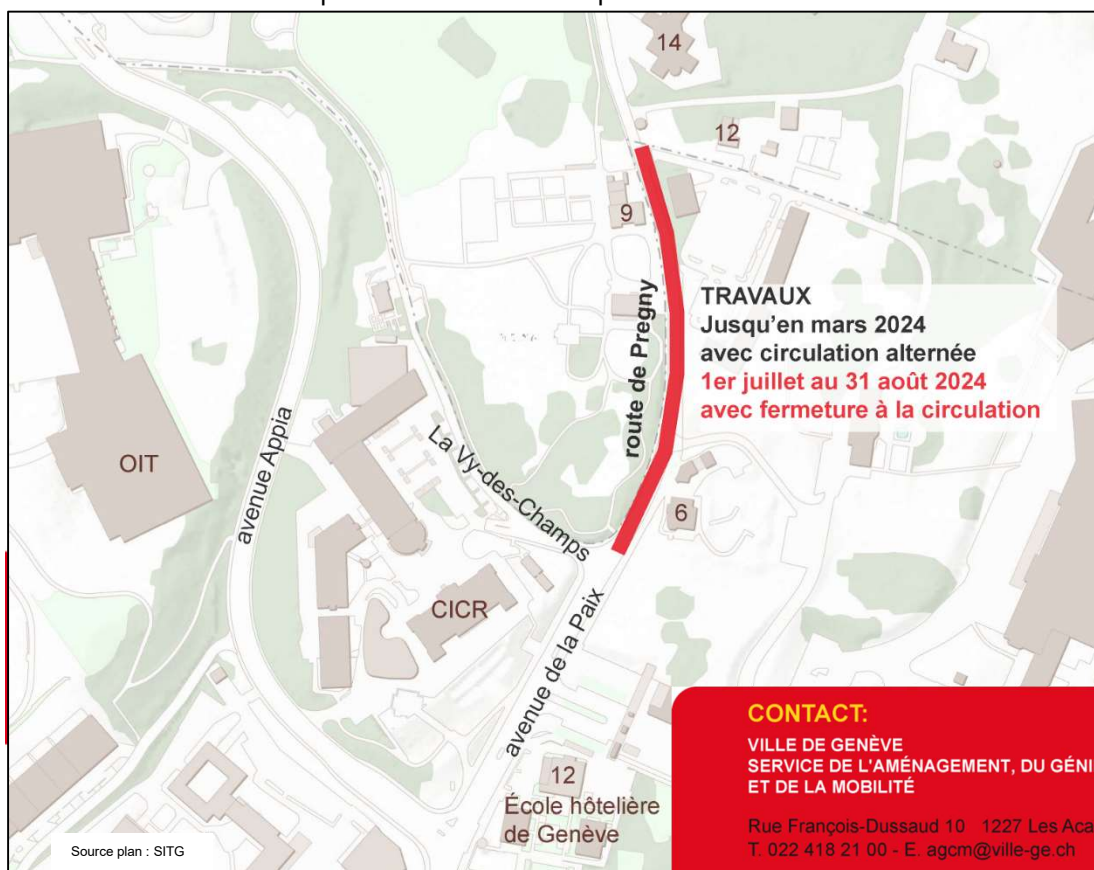 14
12
9
route de Pregny
TRAVAUX
Jusqu'en mars 2024
avec circulation alternée
1er juillet au 31 août 2024
avec fermeture à la circulation
avenue Appia
OIT
La Vy-des-Champs
6
CICR
avenue de la Paix
12
École hôtelière
de Genève
CONTACT:
VILLE DE GENÈVE
SERVICE DE L'AMÉNAGEMENT, DU GÉNI
ET DE LA MOBILITÉ
Rue François-Dussaud 10 1227 Les Aca
T. 022 418 21 00 - E. agcm@ville-ge.ch
Source plan : SITG